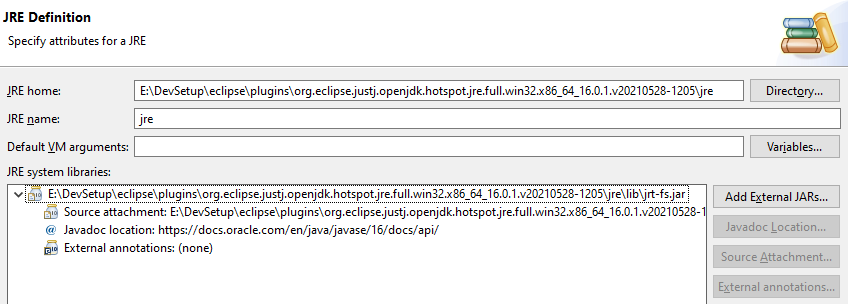 JRE Definition
Specify attributes for a JRE
JRE home:
E:\DevSetup\eclipse\plugins\org.eclipse.justj.openjdk.hotspot.jre.full.win32.x86_64_16.0.1.v20210528-1205\jre
Directory...
JRE name:
jre
Default VM arguments:
Variables...
JRE system libraries:
E:\DevSetup\eclipse\plugins\org.eclipse.justj.openjdk.hotspot.jre.full.win32.x86_64_16.0.1.v20210528-1205\jre\lib\jrt-fs.jar
Add External JARs...
Source attachment: E:\DevSetup\eclipse\plugins\org.eclipse.justj.openjdk.hotspot.jre.full.win32.x86_64_16.0.1.v20210528-1
Javadoc location: https://docs.oracle.com/en/java/javase/16/docs/api/
Javadoc Location...
External annotations: (none)
Source Attachment...
External annotations...